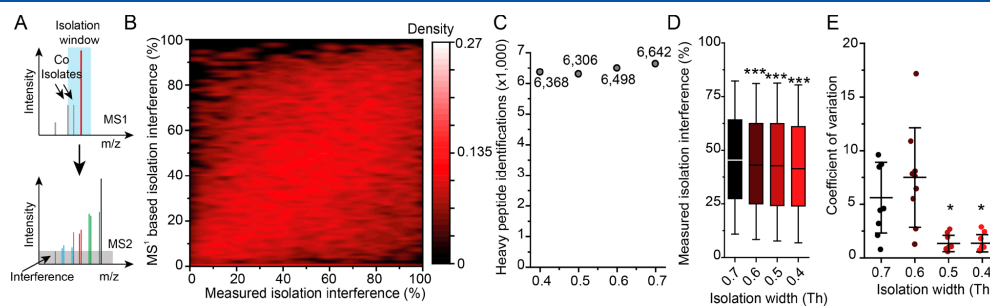 A
Isolation
window
Co
Isolates
Intensity
MS1
m/z
Intensity
MS2
Interference
m/z
B
MS¹ based isolation interference (%)
100
80
60
40
20
0
0 20 40 60 80 100
Measured isolation interference (%)
Density
0.27
0.135
0
C
Heavy peptide identifications (x1,000)
7
6
5
4
3
2
1
0
6,368
6,306
6,498
6,642
0.4 0.5 0.6 0.7
D
Measured isolation interference (%)
100
75
50
25
0
*** *** ***
0.7 0.6 0.5 0.4
Isolation width (Th)
E
Coefficient of variation
20
15
10
5
0
* *
0.7 0.6 0.5 0.4
Isolation width (Th